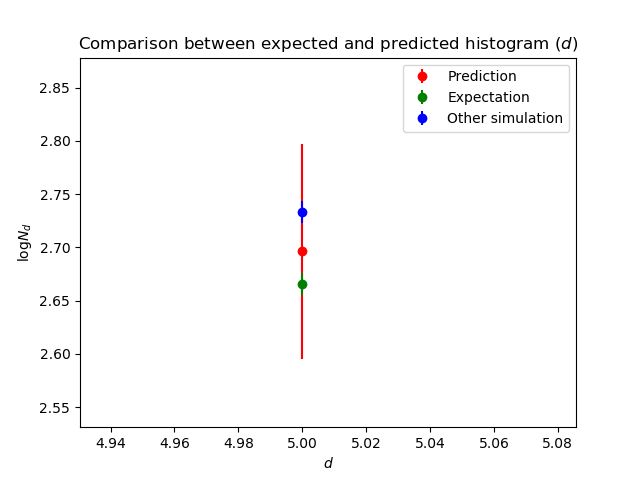 Comparison between expected and predicted histogram (d)
Prediction
Expectation
Other simulation
2.85
2.80
2.75
2.70
2.65
2.60
2.55
logN_d
4.94 4.96 4.98 5.00 5.02 5.04 5.06 5.08
d